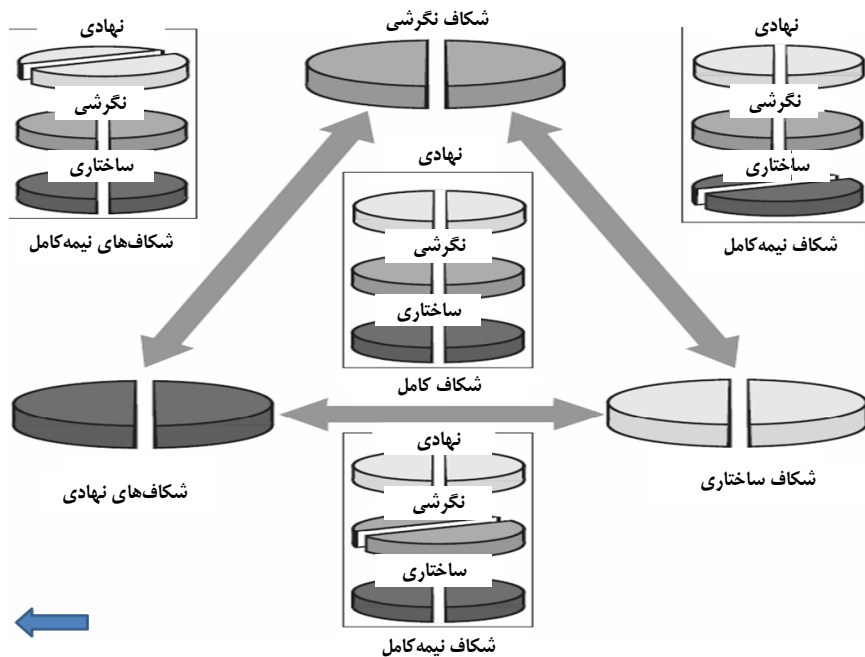 شکاف نگرشی
نهادی
نگرشی
ساختاری
شکاف نیمه‌کامل
نهادی
نگرشی
ساختاری
شکاف‌های نیمه‌کامل
نهادی
نگرشی
ساختاری
شکاف کامل
شکاف ساختاری
شکاف‌های نهادی
نهادی
نگرشی
ساختاری
شکاف نیمه‌کامل